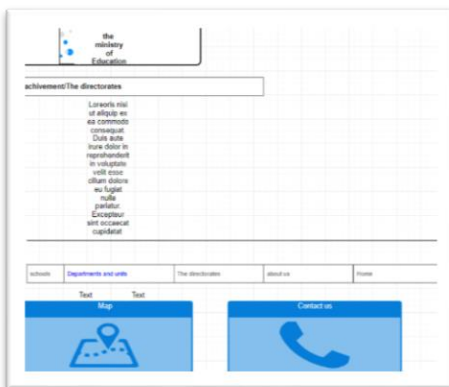 the
ministry
of
Education
achivement/The directorates
Loreoris nisi
ut aliquip ex
ea commodo
consequat
Duis aute
irure dolor in
reprehenderit
in voluptate
velit esse
cillum dolore
eu fugiat
nulla
pariatur.
Excepteur
sint occaecat
cupidatat
schools Departments and units The directorates about us Home
Text Text
Map Contact us